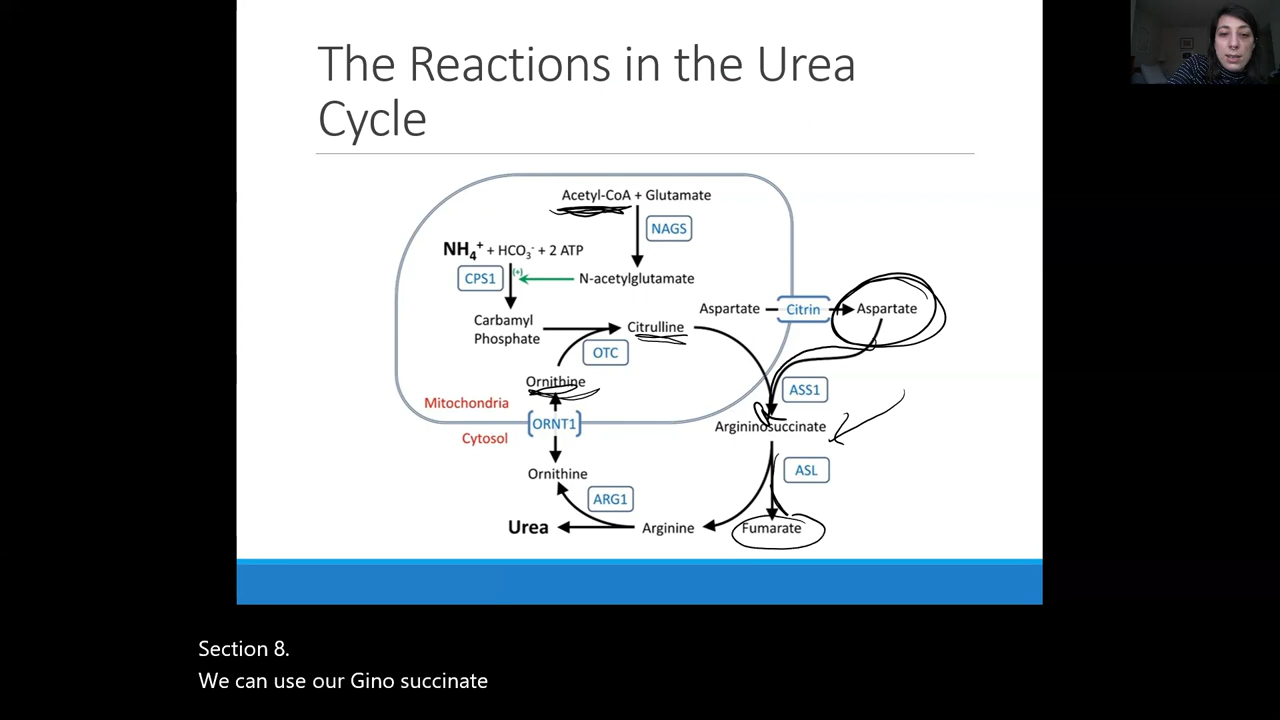 The Reactions in the Urea
Cycle
Acetyl-CoA + Glutamate
NAGS
NH4+ + HCO3- + 2 ATP
CPS1
(+)
N-acetylglutamate
Aspartate
Citrin
Aspartate
Carbamyl
Phosphate
Citrulline
OTC
Ornithine
ASS1
Mitochondria
ORNT1
Argininosuccinate
Cytosol
Ornithine
ASL
ARG1
Urea
Arginine
Fumarate
Section 8.
We can use our Gino succinate